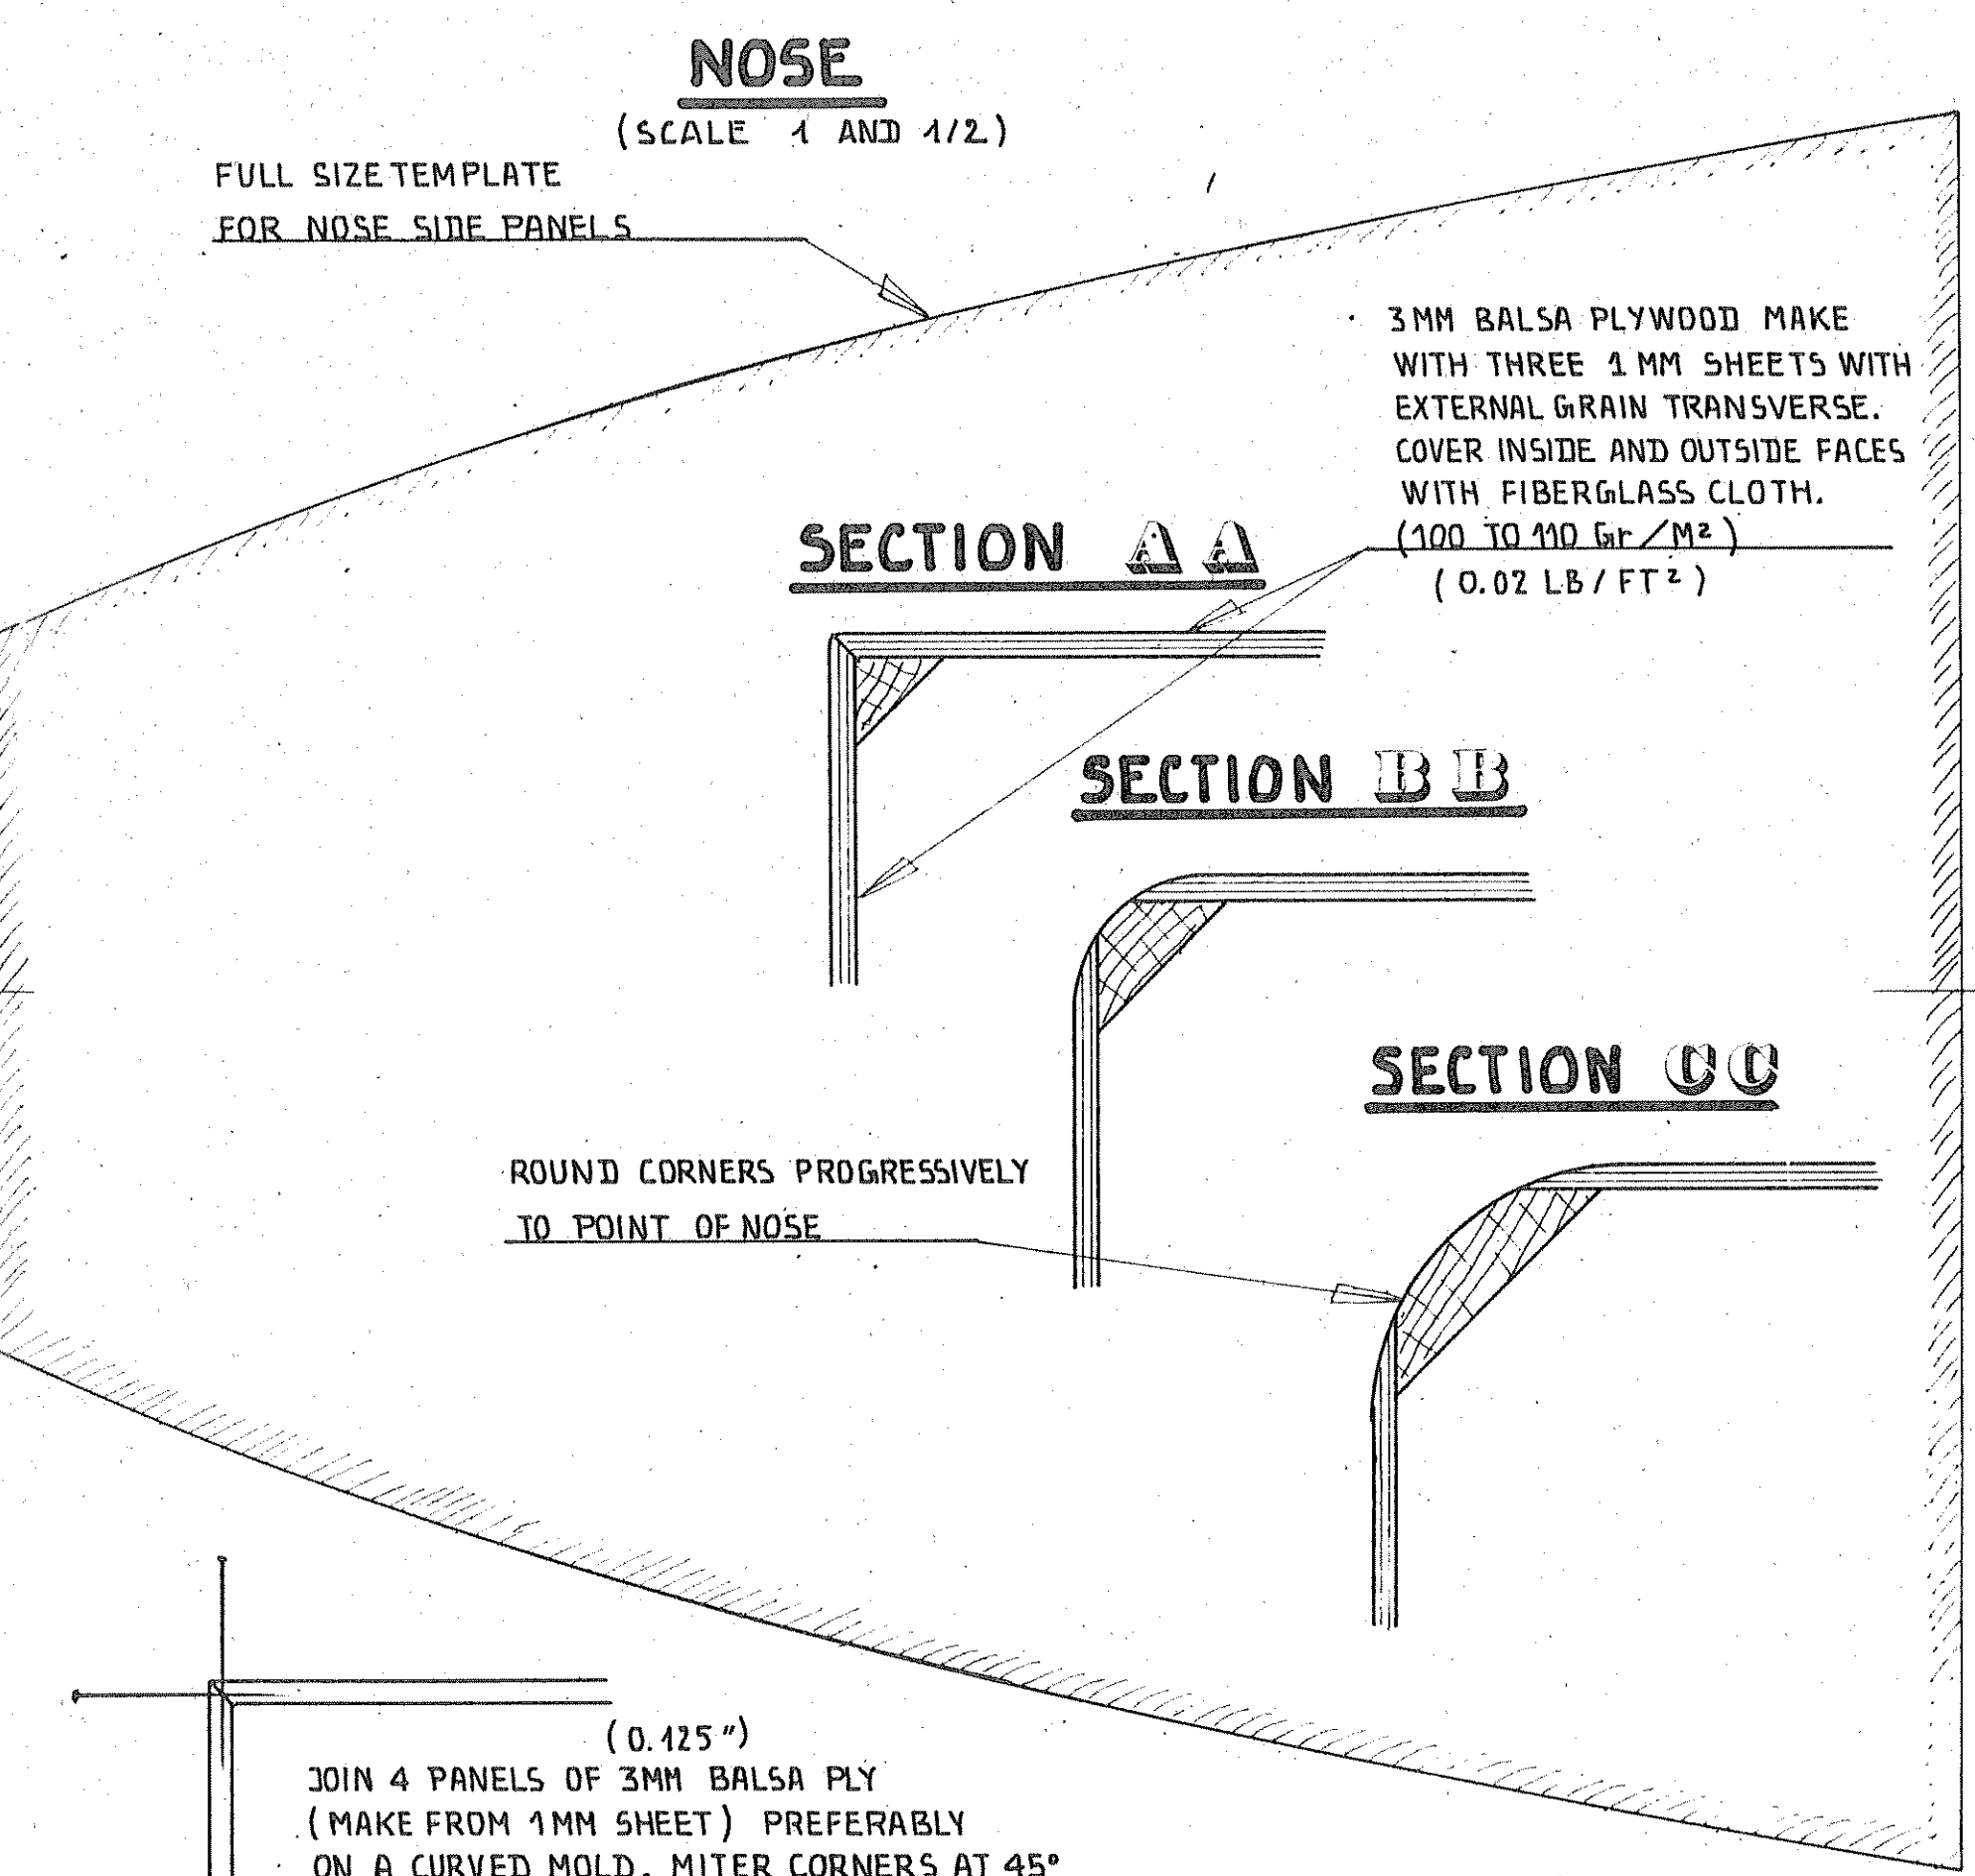 NOSE
(SCALE 1 AND 1/2)
FULL SIZE TEMPLATE
FOR NOSE SIDE PANELS
3MM BALSA PLYWOOD MAKE
WITH THREE 1 MM SHEETS WITH
EXTERNAL GRAIN TRANSVERSE.
COVER INSIDE AND OUTSIDE FACES
WITH FIBERGLASS CLOTH.
(100 TO 110 Gr/M²)
(0.02 LB/FT²)
SECTION AA
SECTION BB
SECTION CC
ROUND CORNERS PROGRESSIVELY
TO POINT OF NOSE
(0.125")
JOIN 4 PANELS OF 3MM BALSA PLY
(MAKE FROM 1MM SHEET) PREFERABLY
ON A CURVED MOLD. MITER CORNERS AT 45°